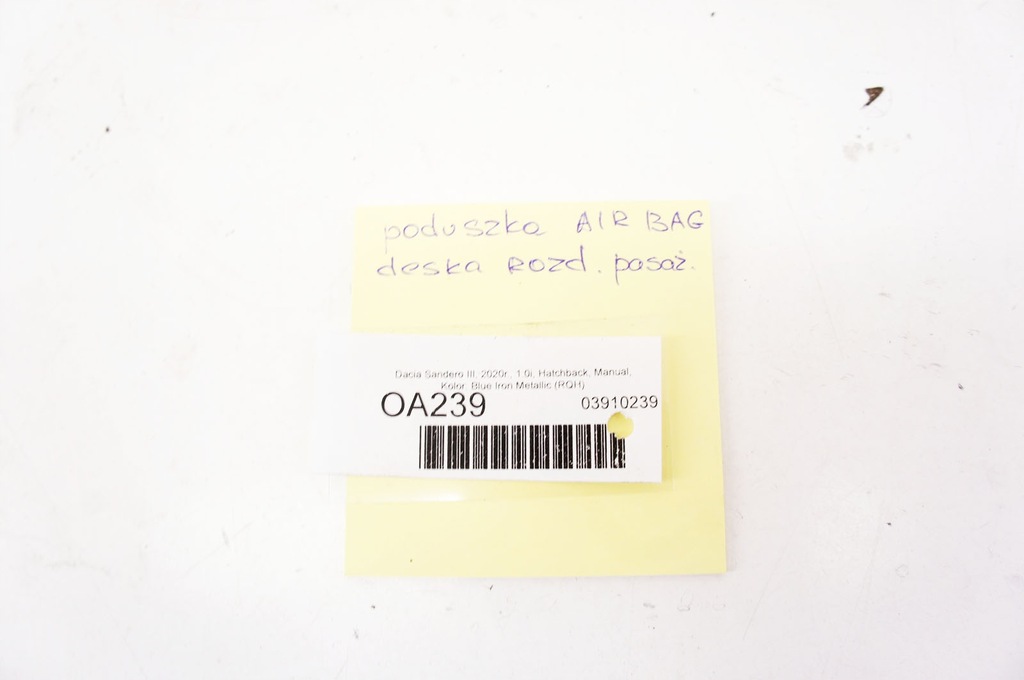 poduszka AIR BAG
deska rozd. pasaż.
Dacia Sandero III, 2020r., 1.0i, Hatchback, Manual,
Kolor: Blue Iron Metallic (RQH)
OA239 03910239